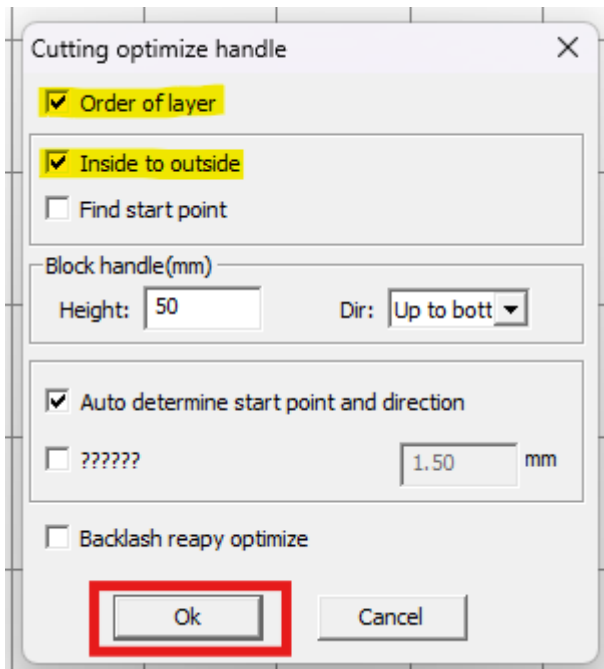 Cutting optimize handle
Order of layer
Inside to outside
Find start point
Block handle(mm)
Height: 50 Dir: Up to bott
Auto determine start point and direction
?????? 1.50 mm
Backlash reapy optimize
Ok Cancel